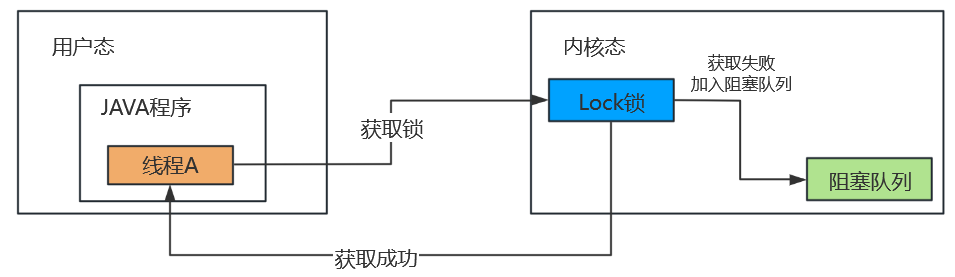 用户态
JAVA程序
线程A
获取锁
内核态
Lock锁
获取失败
加入阻塞队列
阻塞队列
获取成功